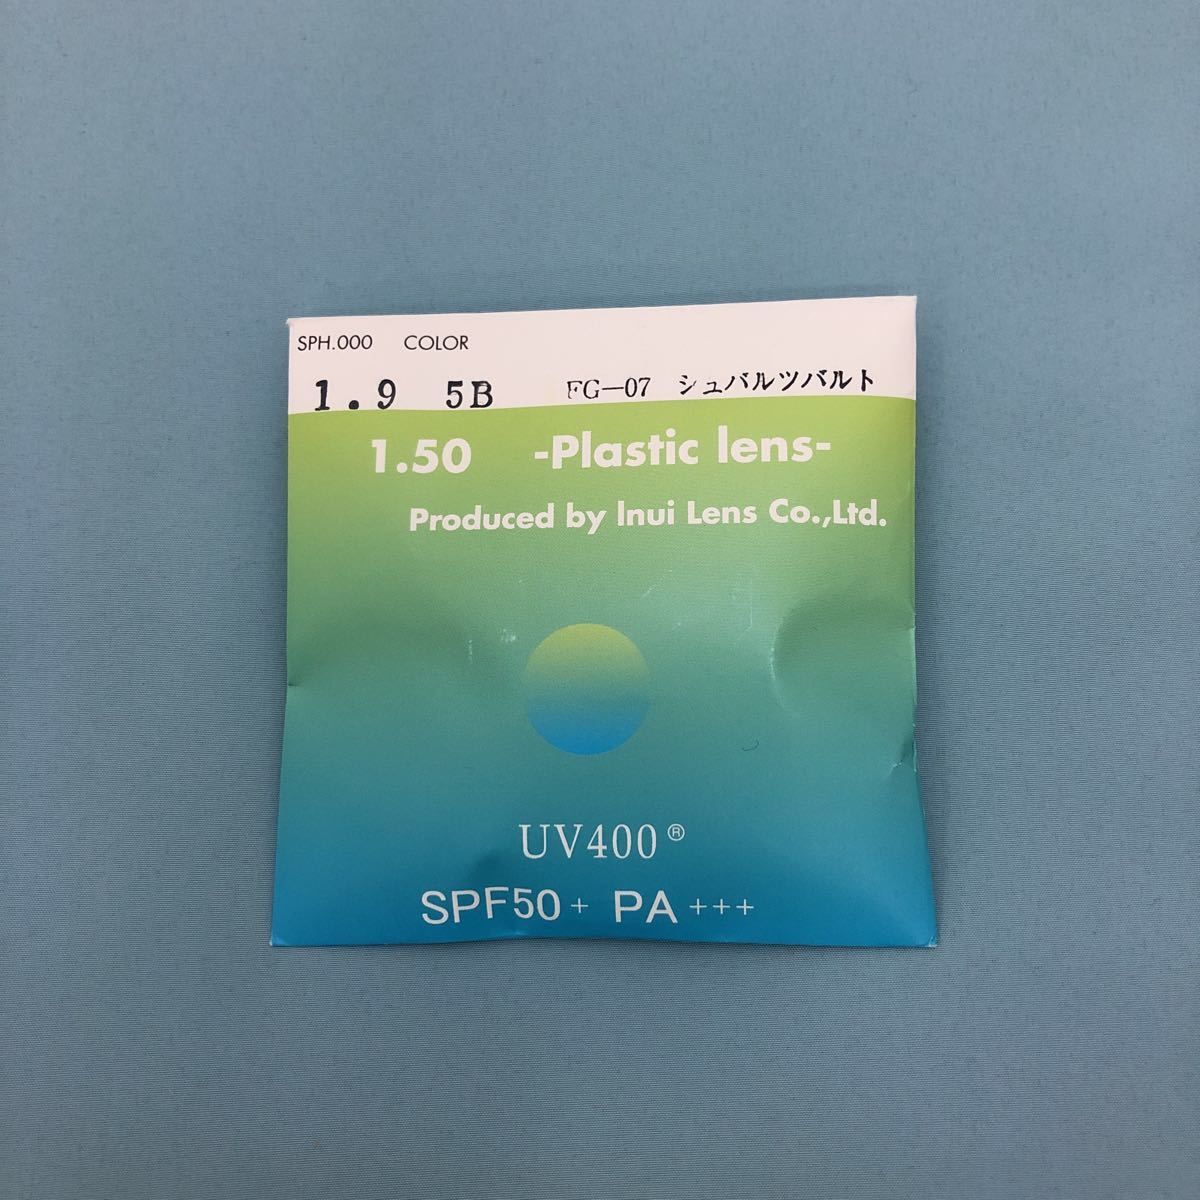 SPH.000 COLOR
1.9 5B FG-07 シュバルツバルト
1.50 -Plastic lens-
Produced by Inui Lens Co.,Ltd.
UV400®
SPF50+ PA+++